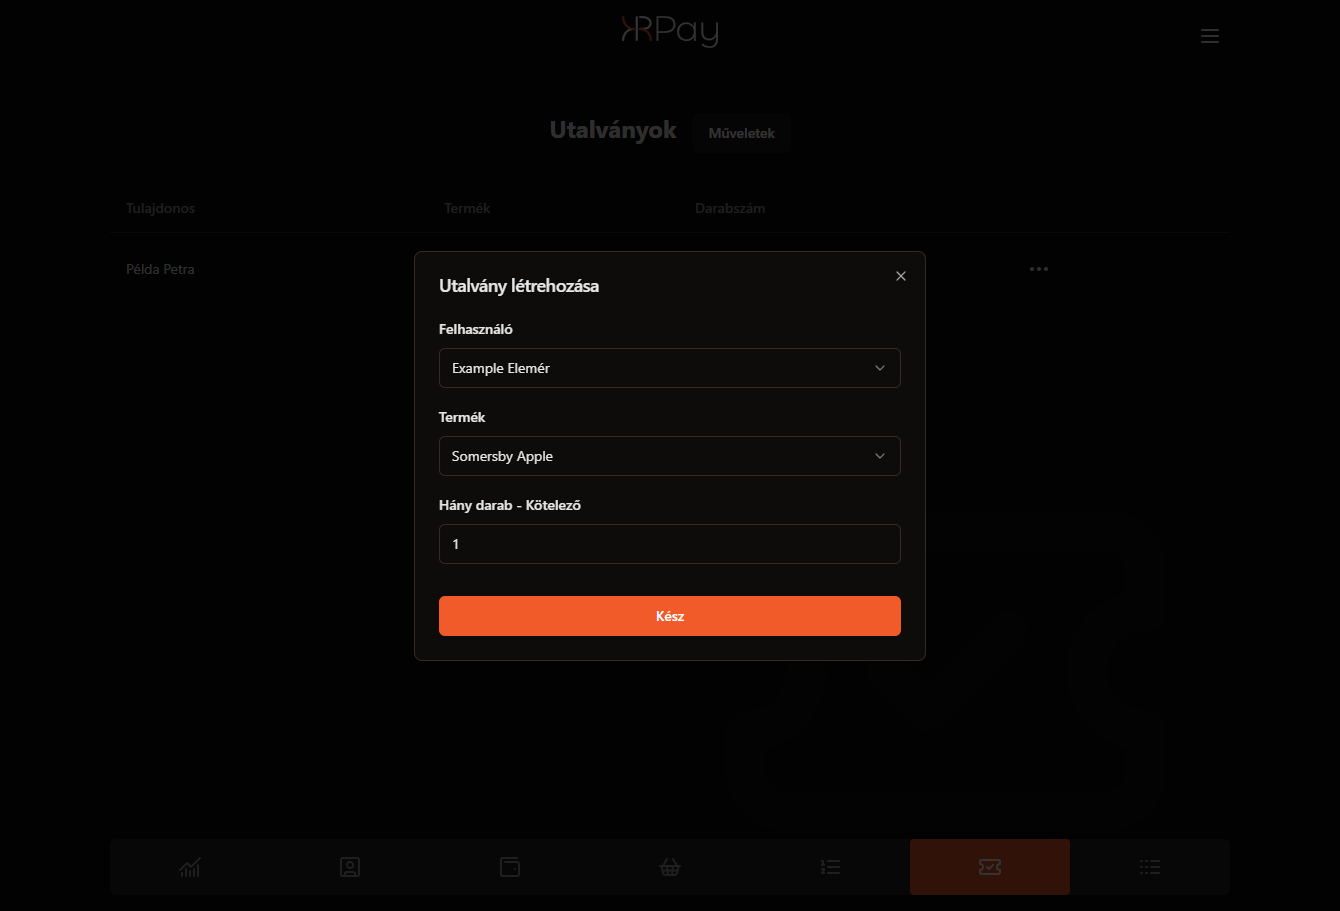 KRPay
Utalványok
Műveletek
Tulajdonos Termék Darabszám
Példa Petra
Utalvány létrehozása
Felhasználó
Example Elemér
Termék
Somersby Apple
Hány darab - Kötelező
1
Kész